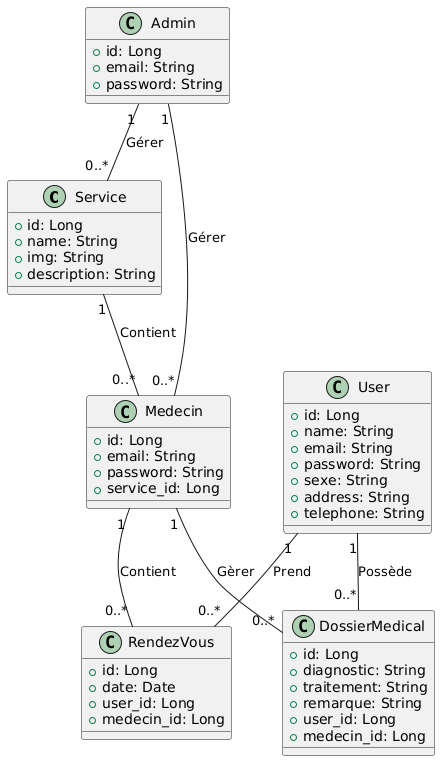 C Admin
id: Long
email: String
password: String
1 1
Gérer
0..*
C Service
id: Long
name: String
img: String
description: String
Gérer
1
Contient
0..* 0..*
C Medecin
id: Long
email: String
password: String
service_id: Long
C User
id: Long
name: String
email: String
password: String
sexe: String
address: String
telephone: String
1 1
1 1
Contient Gèrer Prend Possède
0..* 0..* 0..* 0..*
C RendezVous
id: Long
date: Date
user_id: Long
medecin_id: Long
C DossierMedical
id: Long
diagnostic: String
traitement: String
remarque: String
user_id: Long
medecin_id: Long